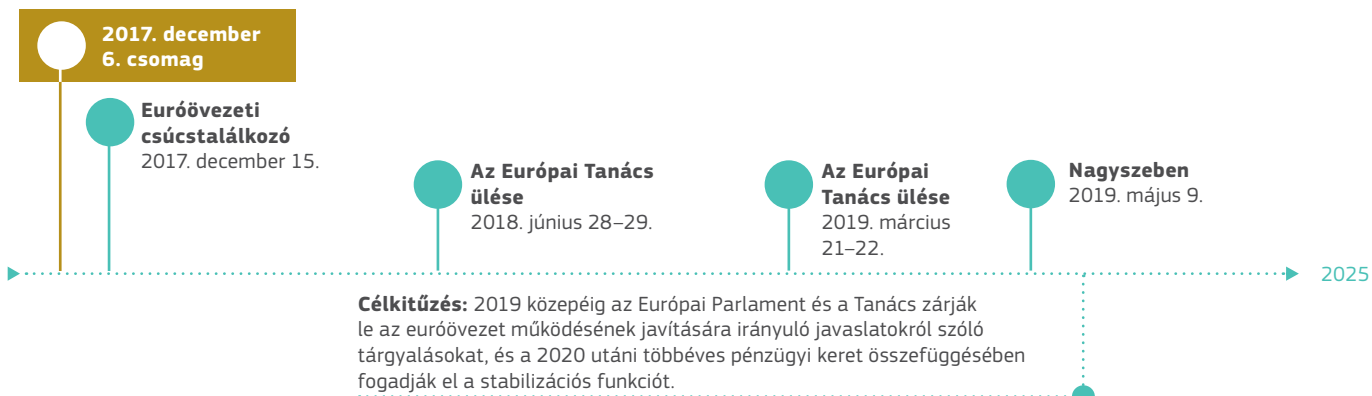 2017. december
6. csomag
Euróövezeti
csúcstalálkozó
2017. december 15.
Az Európai Tanács
ülése
2018. június 28–29.
Az Európai
Tanács ülése
2019. március
21–22.
Nagyszeben
2019. május 9.
2025
Célkitűzés: 2019 közepéig az Európai Parlament és a Tanács zárják
le az euróövezet működésének javítására irányuló javaslatokról szóló
tárgyalásokat, és a 2020 utáni többéves pénzügyi keret összefüggésében
fogadják el a stabilizációs funkciót.